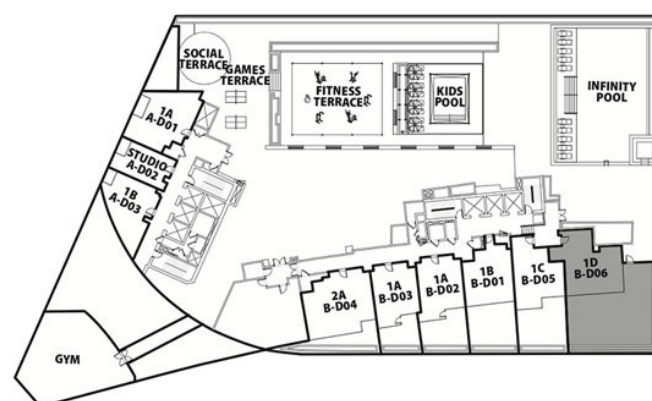 SOCIAL
TERRACE
GAMES
TERRACE
FITNESS
TERRACE
KIDS
POOL
INFINITY
POOL
1A
A-D01
STUDIO
A-D02
1B
A-D03
2A
B-D04
1A
B-D03
1A
B-D02
1B
B-D01
1C
B-D05
1D
B-D06
GYM